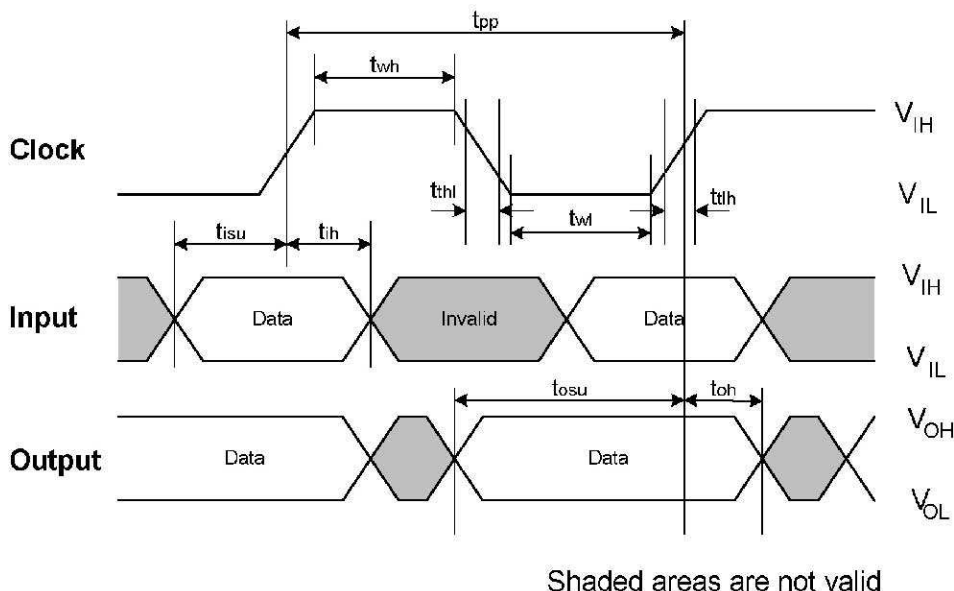 tpp
twh
Clock
VIH
tthl
ttlh
VIL
twl
tisu
tih
VIH
Input
Data
Invalid
Data
VIL
tosu
toh
VOH
Output
Data
Data
VOL
Shaded areas are not valid